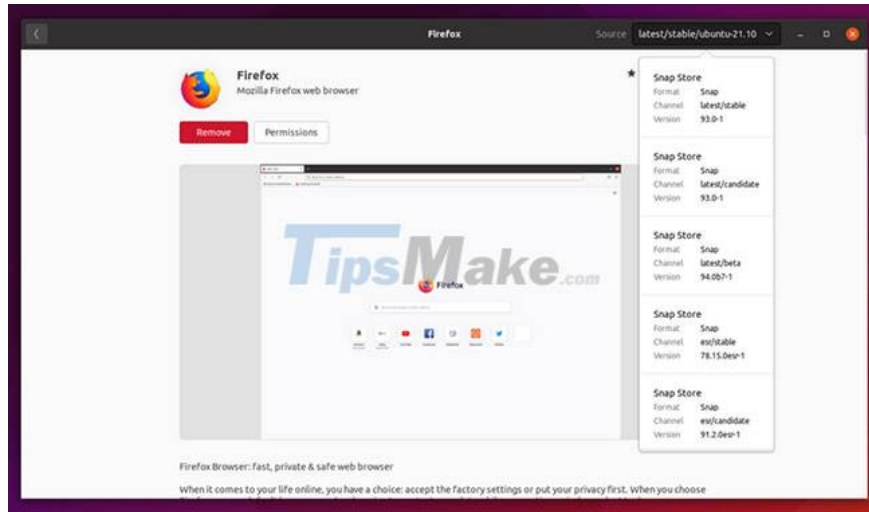 Firefox
Source latest/stable/ubuntu-21.10
Firefox
Mozilla Firefox web browser
Remove
Permissions
Snap Store
Format Snap
Channel latest/stable
Version 93.0-1
Snap Store
Format Snap
Channel latest/candidate
Version 93.0-1
Snap Store
Format Snap
Channel latest/beta
Version 94.0b7-1
Snap Store
Format Snap
Channel esr/stable
Version 78.15.0esr-1
Snap Store
Format Snap
Channel esr/candidate
Version 91.2.0esr-1
TipsMake.com
Firefox
Firefox Browser: fast, private & safe web browser
When it comes to your life online, you have a choice: accept the factory settings or put your privacy first. When you choose